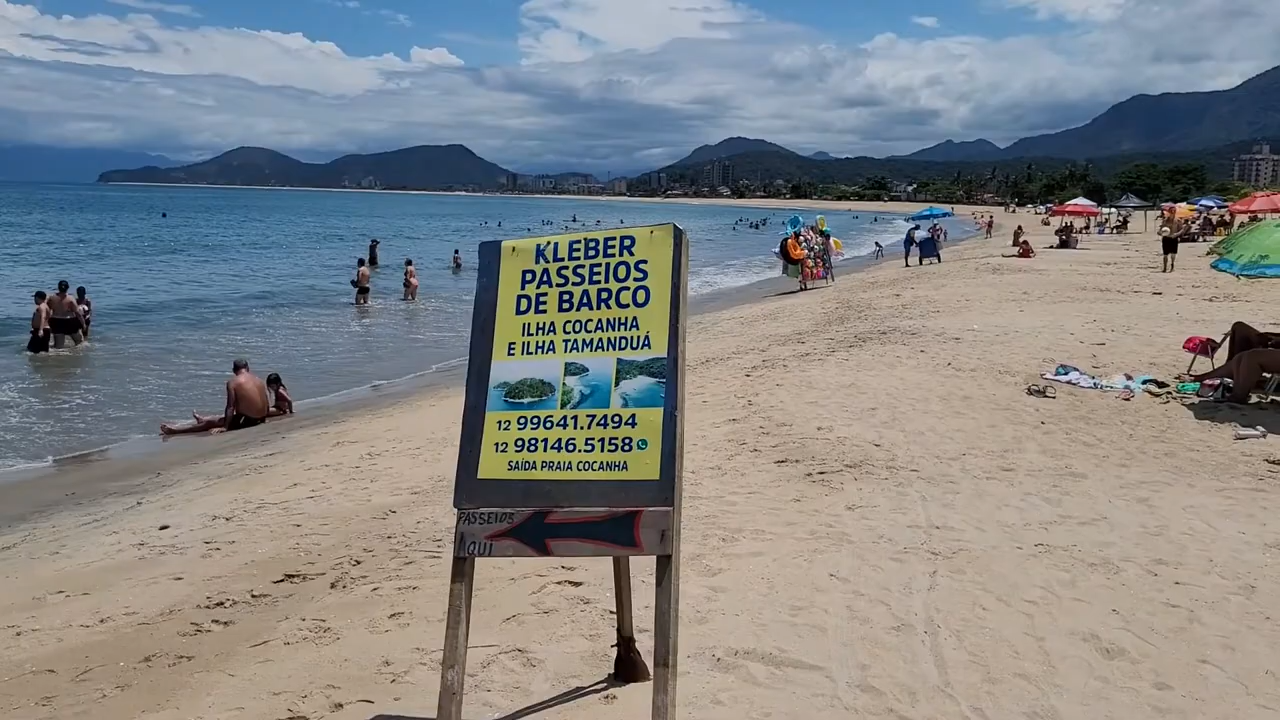 KLEBER
PASSEIOS
DE BARCO
ILHA COCANHA
E ILHA TAMANDUÁ
12 99641.7494
12 98146.5158
SAÍDA PRAIA COCANHA
PASSEIOS
AQUI